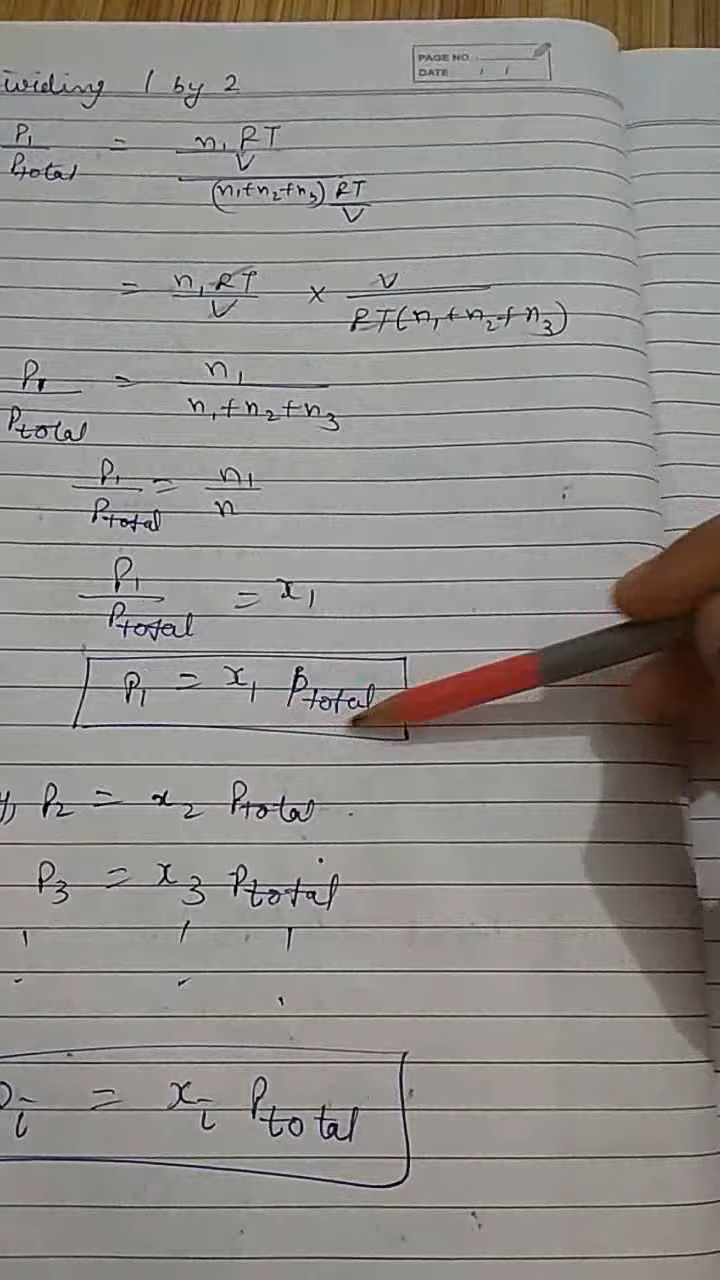 PAGE NO
DATE / /
ividing 1 by 2
P₁/Ptotal = (n₁RT/V)/((n₁+n₂+n₃)RT/V)
= n₁RT/V × V/RT(n₁+n₂+n₃)
P₁/Ptotal = n₁/n₁+n₂+n₃
P₁/Ptotal = n₁/n
P₁/Ptotal = x₁
P₁ = x₁ Ptotal
y, P₂ = x₂ Ptotal
P₃ = x₃ Ptotal
Pi = xi Ptotal